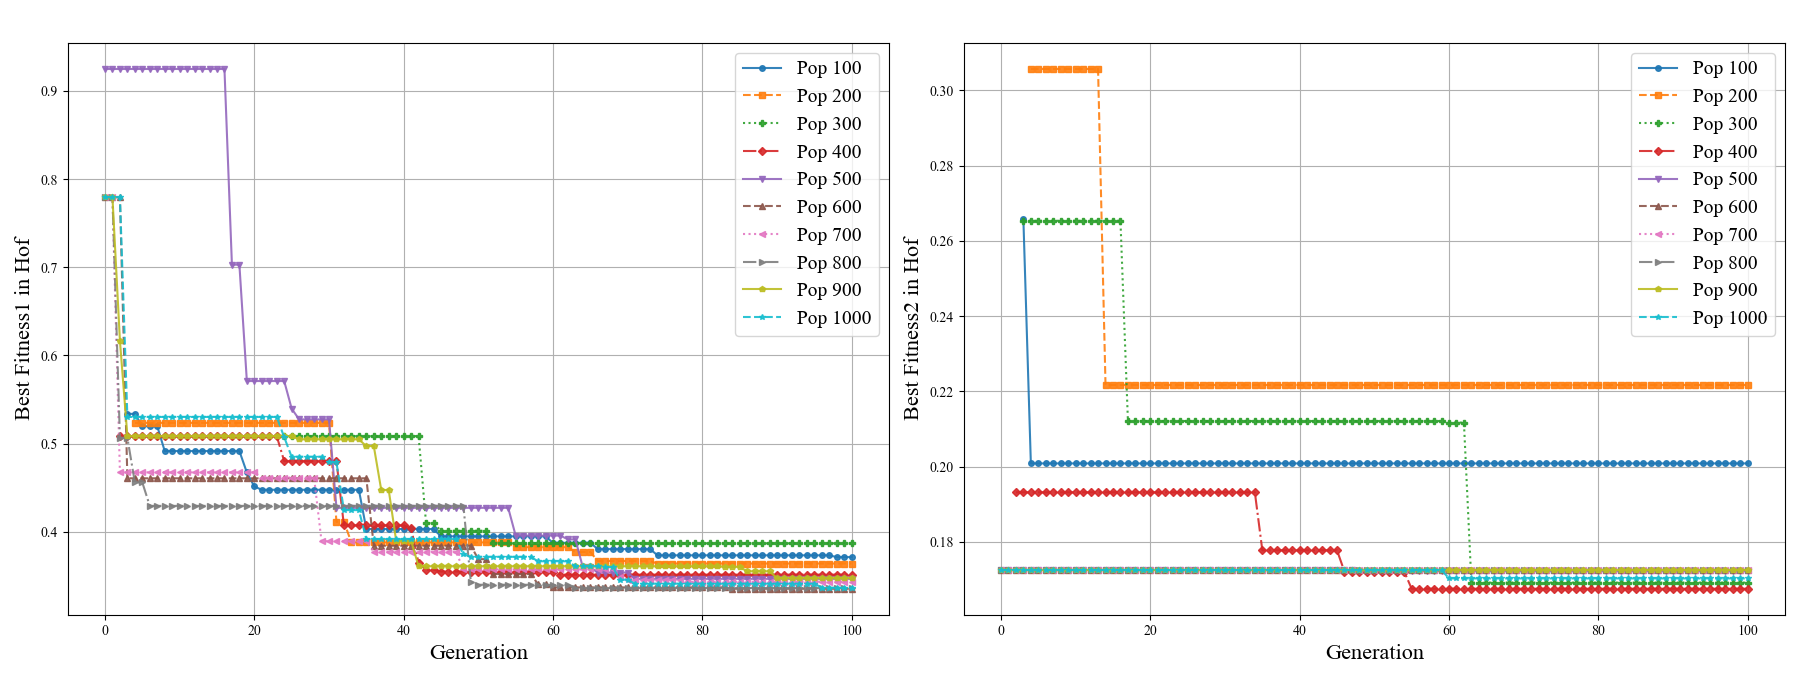 Best Fitness1 in Hof
0.9
0.8
0.7
0.6
0.5
0.4
0
20
40
60
80
100
Generation
Pop 100
Pop 200
Pop 300
Pop 400
Pop 500
Pop 600
Pop 700
Pop 800
Pop 900
Pop 1000
Best Fitness2 in Hof
0.30
0.28
0.26
0.24
0.22
0.20
0.18
0
20
40
60
80
100
Generation
Pop 100
Pop 200
Pop 300
Pop 400
Pop 500
Pop 600
Pop 700
Pop 800
Pop 900
Pop 1000